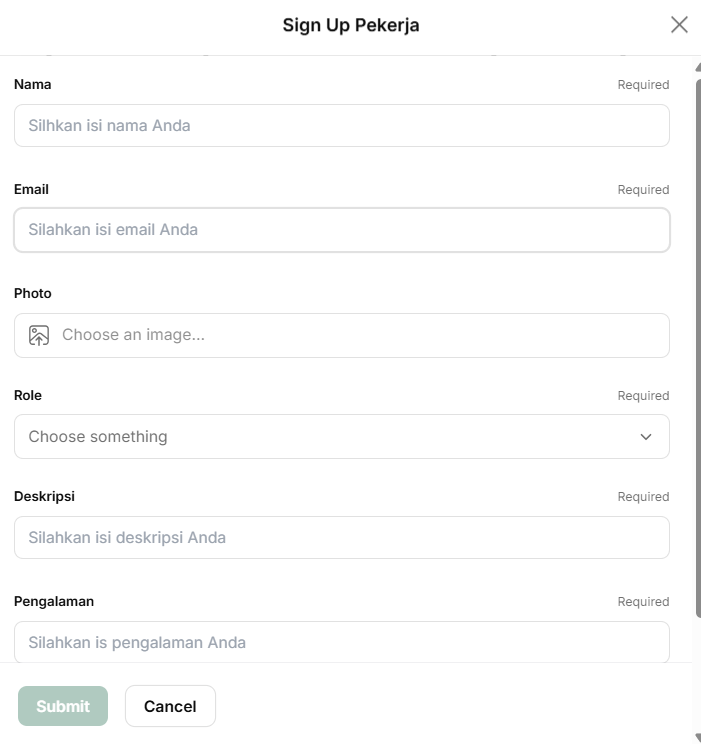 Sign Up Pekerja
Nama Required
Silhkan isi nama Anda
Email Required
Silahkan isi email Anda
Photo
Choose an image...
Role Required
Choose something
Deskripsi Required
Silahkan isi deskripsi Anda
Pengalaman Required
Silahkan is pengalaman Anda
Submit Cancel